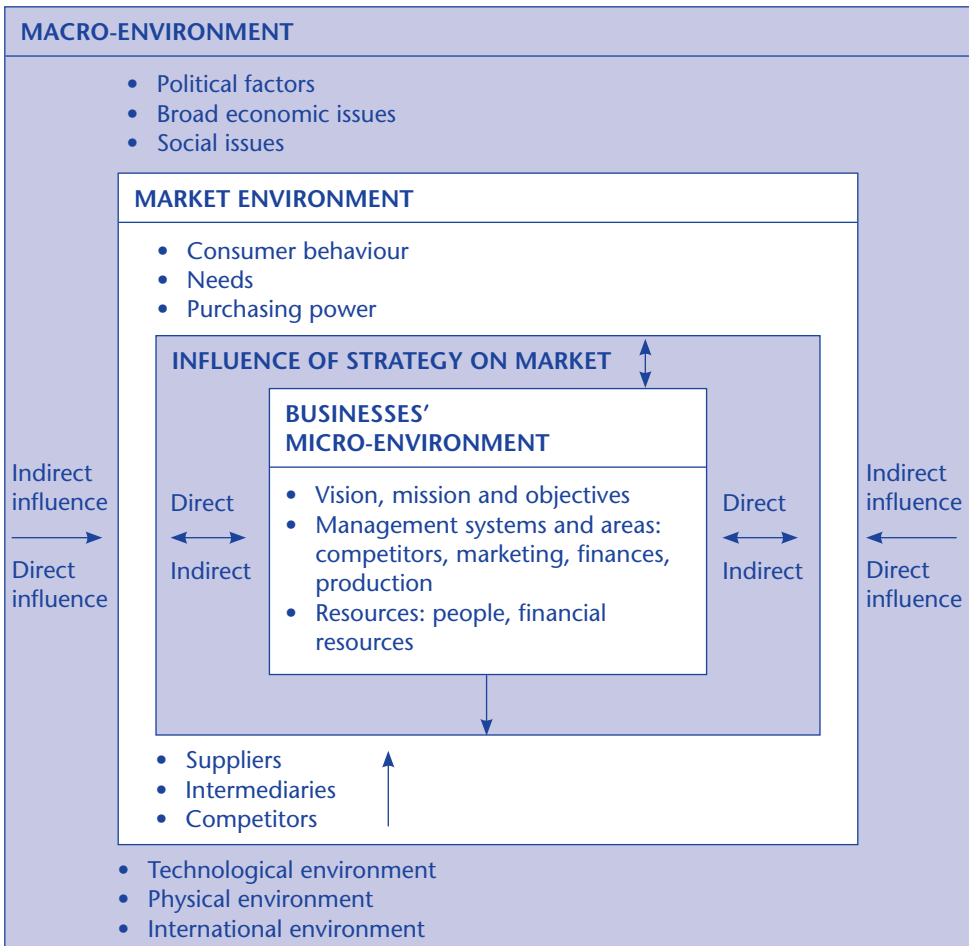 MACRO-ENVIRONMENT
• Political factors
• Broad economic issues
• Social issues
MARKET ENVIRONMENT
• Consumer behaviour
• Needs
• Purchasing power
INFLUENCE OF STRATEGY ON MARKET
BUSINESSES’
MICRO-ENVIRONMENT
• Vision, mission and objectives
• Management systems and areas:
competitors, marketing, finances,
production
• Resources: people, financial
resources
Indirect
influence
Direct
influence
Direct
Indirect
Direct
Indirect
Indirect
influence
Direct
influence
• Suppliers
• Intermediaries
• Competitors
• Technological environment
• Physical environment
• International environment